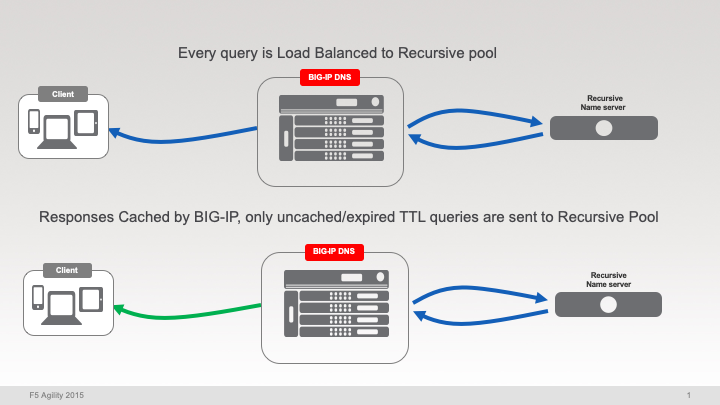 Every query is Load Balanced to Recursive pool
BIG-IP DNS
Client
Recursive
Name server
Responses Cached by BIG-IP, only uncached/expired TTL queries are sent to Recursive Pool
BIG-IP DNS
Client
Recursive
Name server
F5 Agility 2015
1